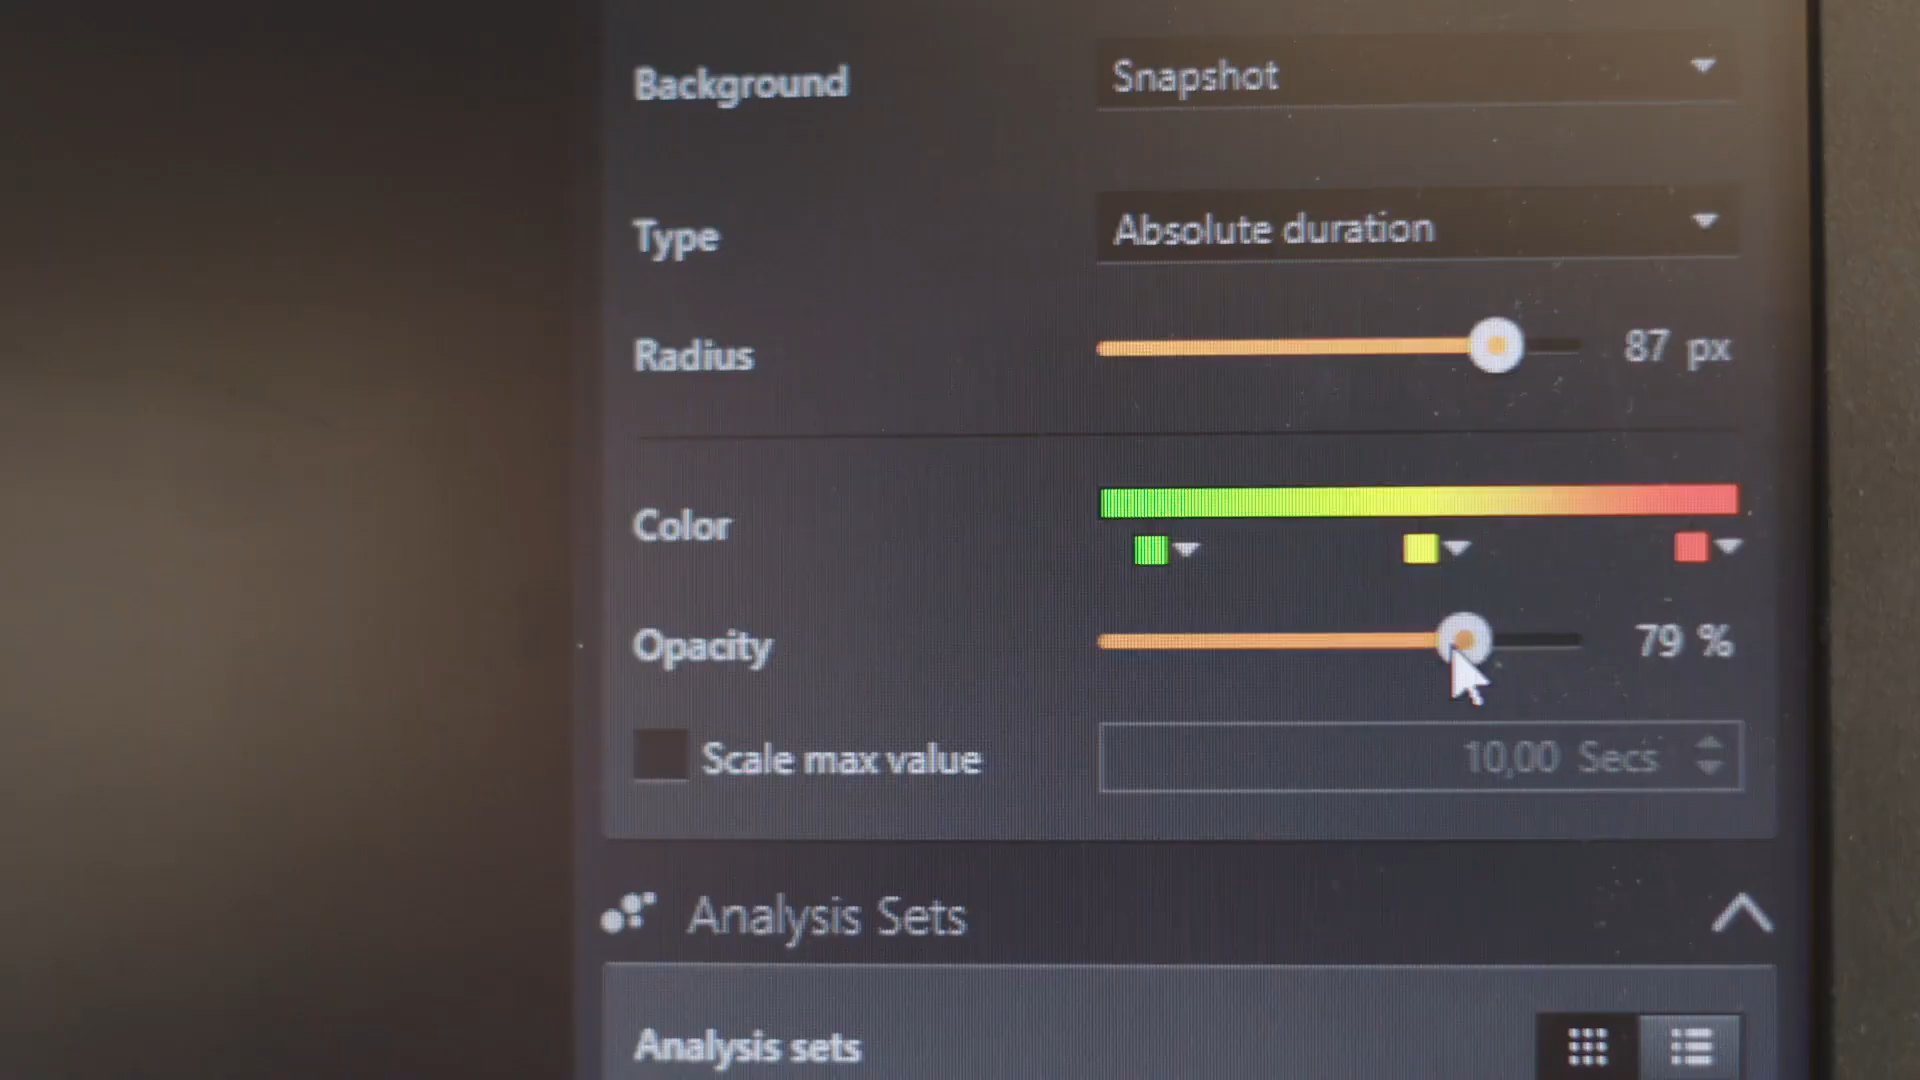 Background Snapshot
Type Absolute duration
Radius 87 px
Color
Opacity 79 %
Scale max value 10,00 Secs
Analysis Sets
Analysis sets